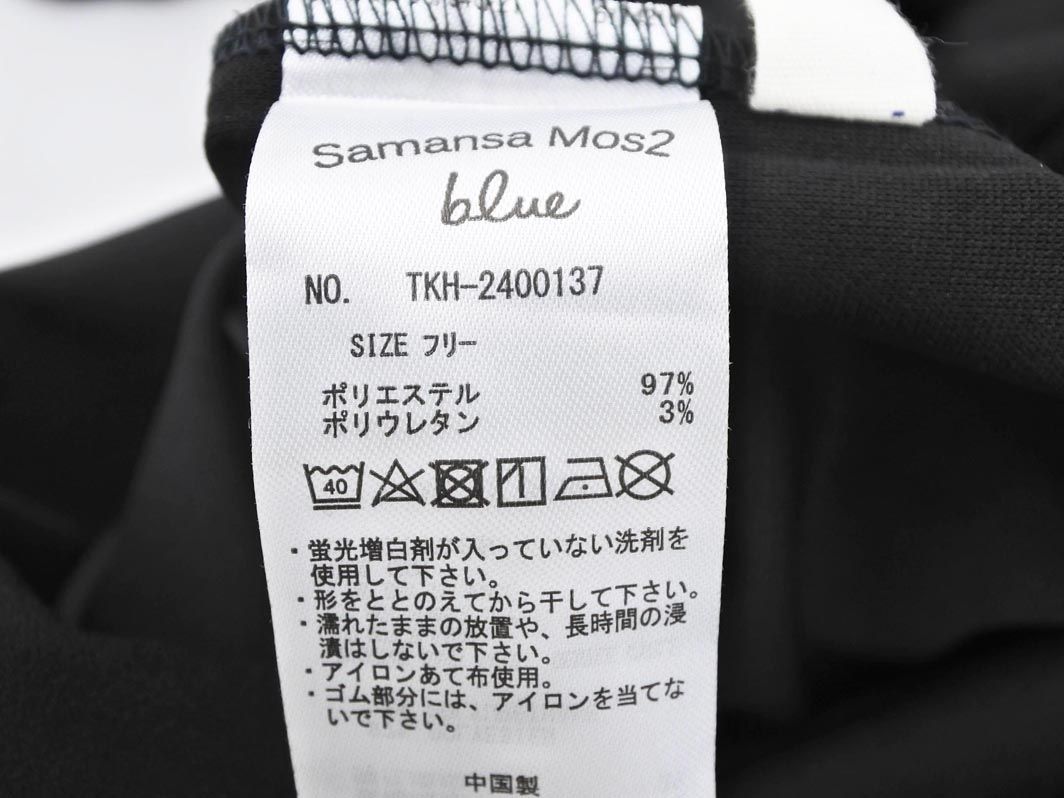 Samansa Mos2
blue
NO. TKH-2400137
SIZE フリー
ポリエステル 97%
ポリウレタン 3%
40
・蛍光増白剤が入っていない洗剤を
使用して下さい。
・形をととのえてから干して下さい。
・濡れたままの放置や、長時間の浸
漬はしないで下さい。
・アイロンあて布使用。
・ゴム部分には、アイロンを当てな
いで下さい。
中国製